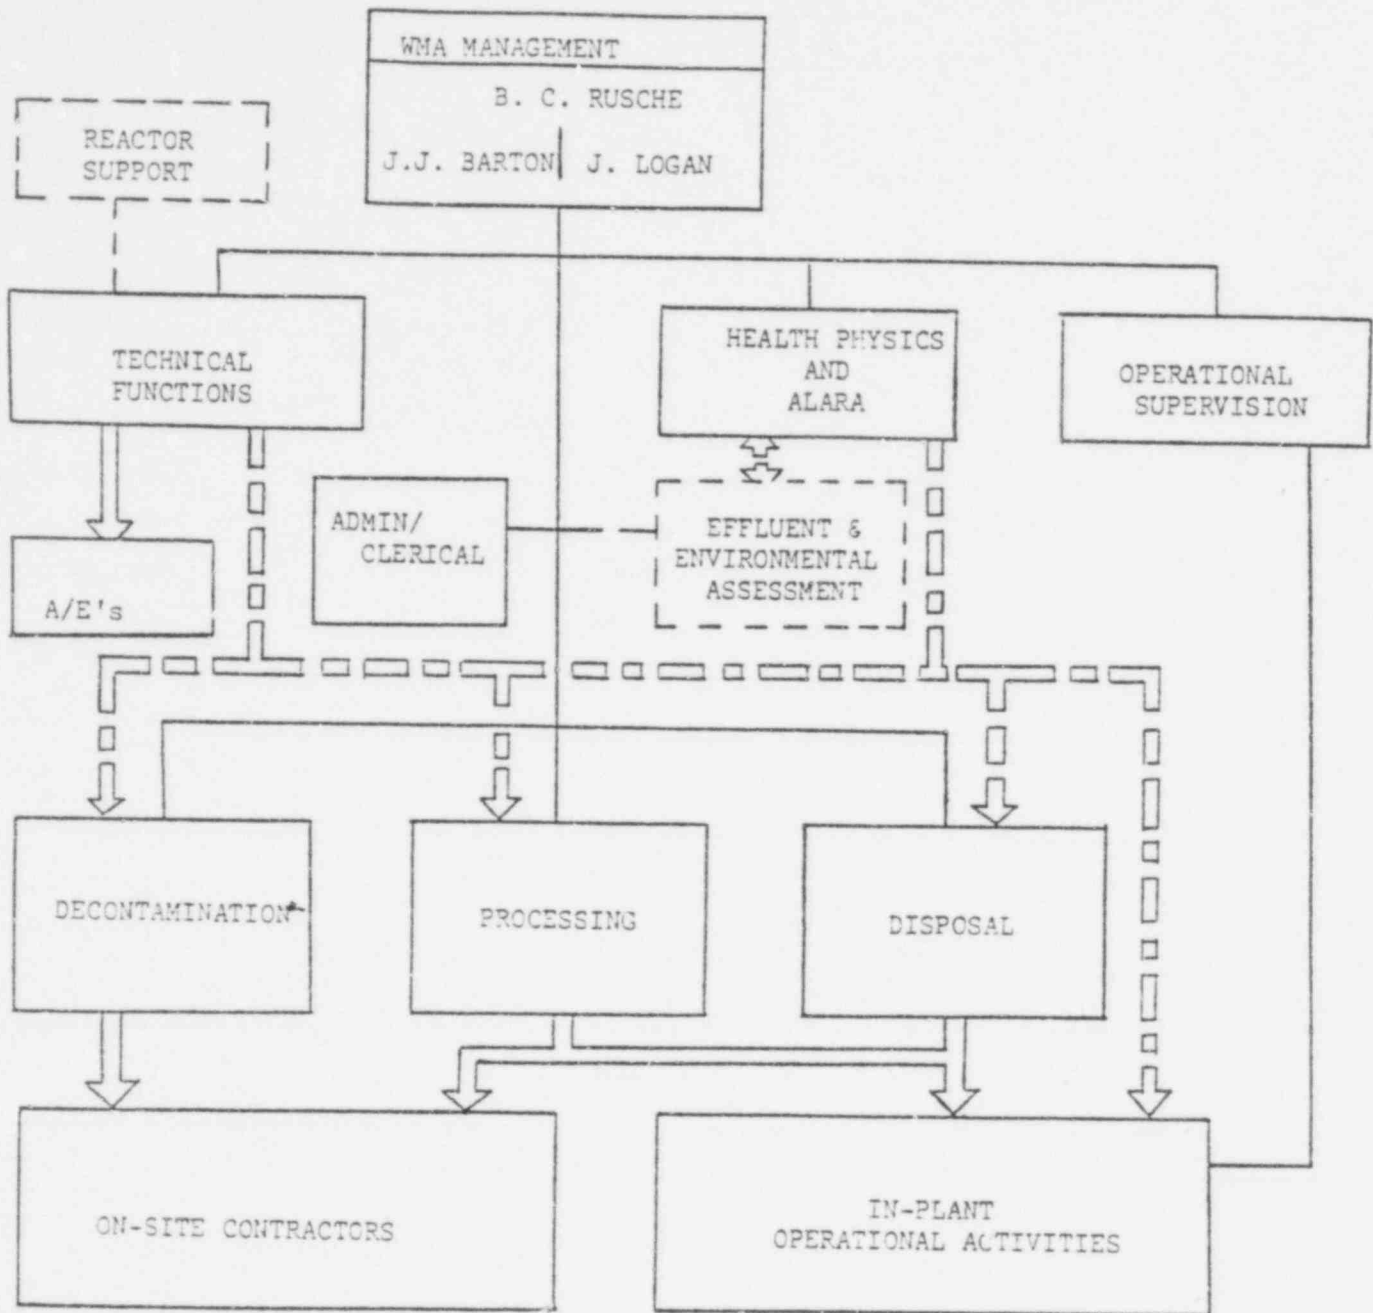 WMA MANAGEMENT
B. C. RUSCHE
J.J. BARTON J. LOGAN
REACTOR
SUPPORT
TECHNICAL
FUNCTIONS
HEALTH PHYSICS
AND
ALARA
OPERATIONAL
SUPERVISION
ADMIN/
CLERICAL
EFFLUENT &
ENVIRONMENTAL
ASSESSMENT
A/E's
DECONTAMINATION*
PROCESSING
DISPOSAL
ON-SITE CONTRACTORS
IN-PLANT
OPERATIONAL ACTIVITIES